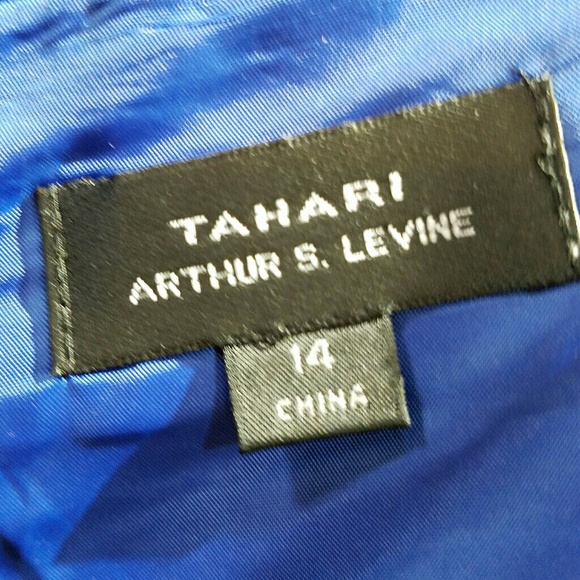 TAHARI
ARTHUR S. LEVINE
14
CHINA